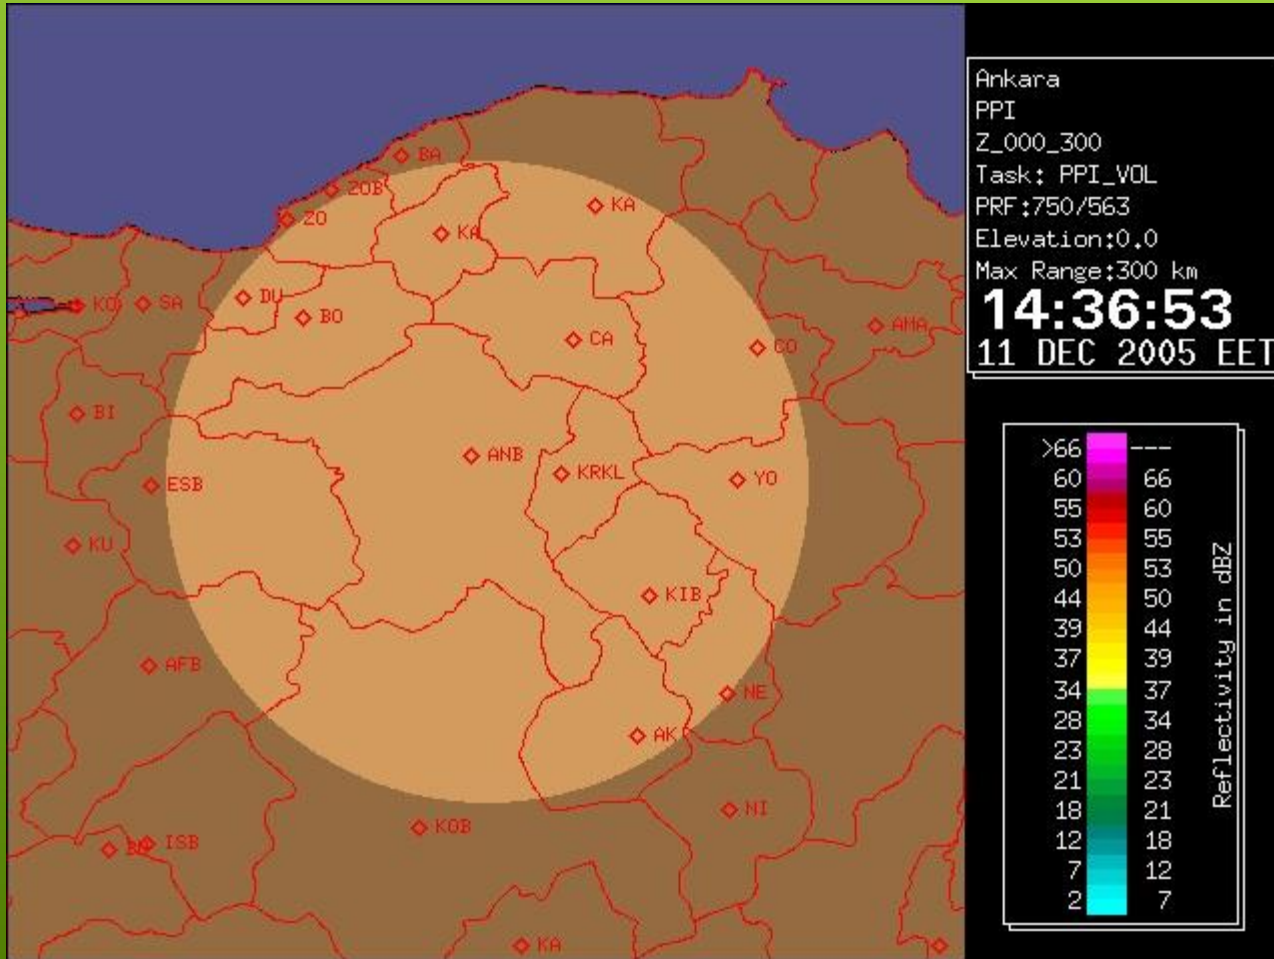 Ankara
PPI
Z_000_300
Task: PPI_VOL
PRF:750/563
Elevation:0.0
Max Range:300 km
14:36:53
11 DEC 2005 EET
BA
ZOB
ZO
KA
KA
KO
SA
DU
BO
CA
CO
AMA
BI
ANB
KRKL
YO
ESB
KU
KIB
AFB
NE
AK
NI
KOB
ISB
KA
>66 ---
60 66
55 60
53 55
50 53
44 50
39 44
37 39
34 37
28 34
23 28
21 23
18 21
12 18
7 12
2 7
Reflectivity in dBZ